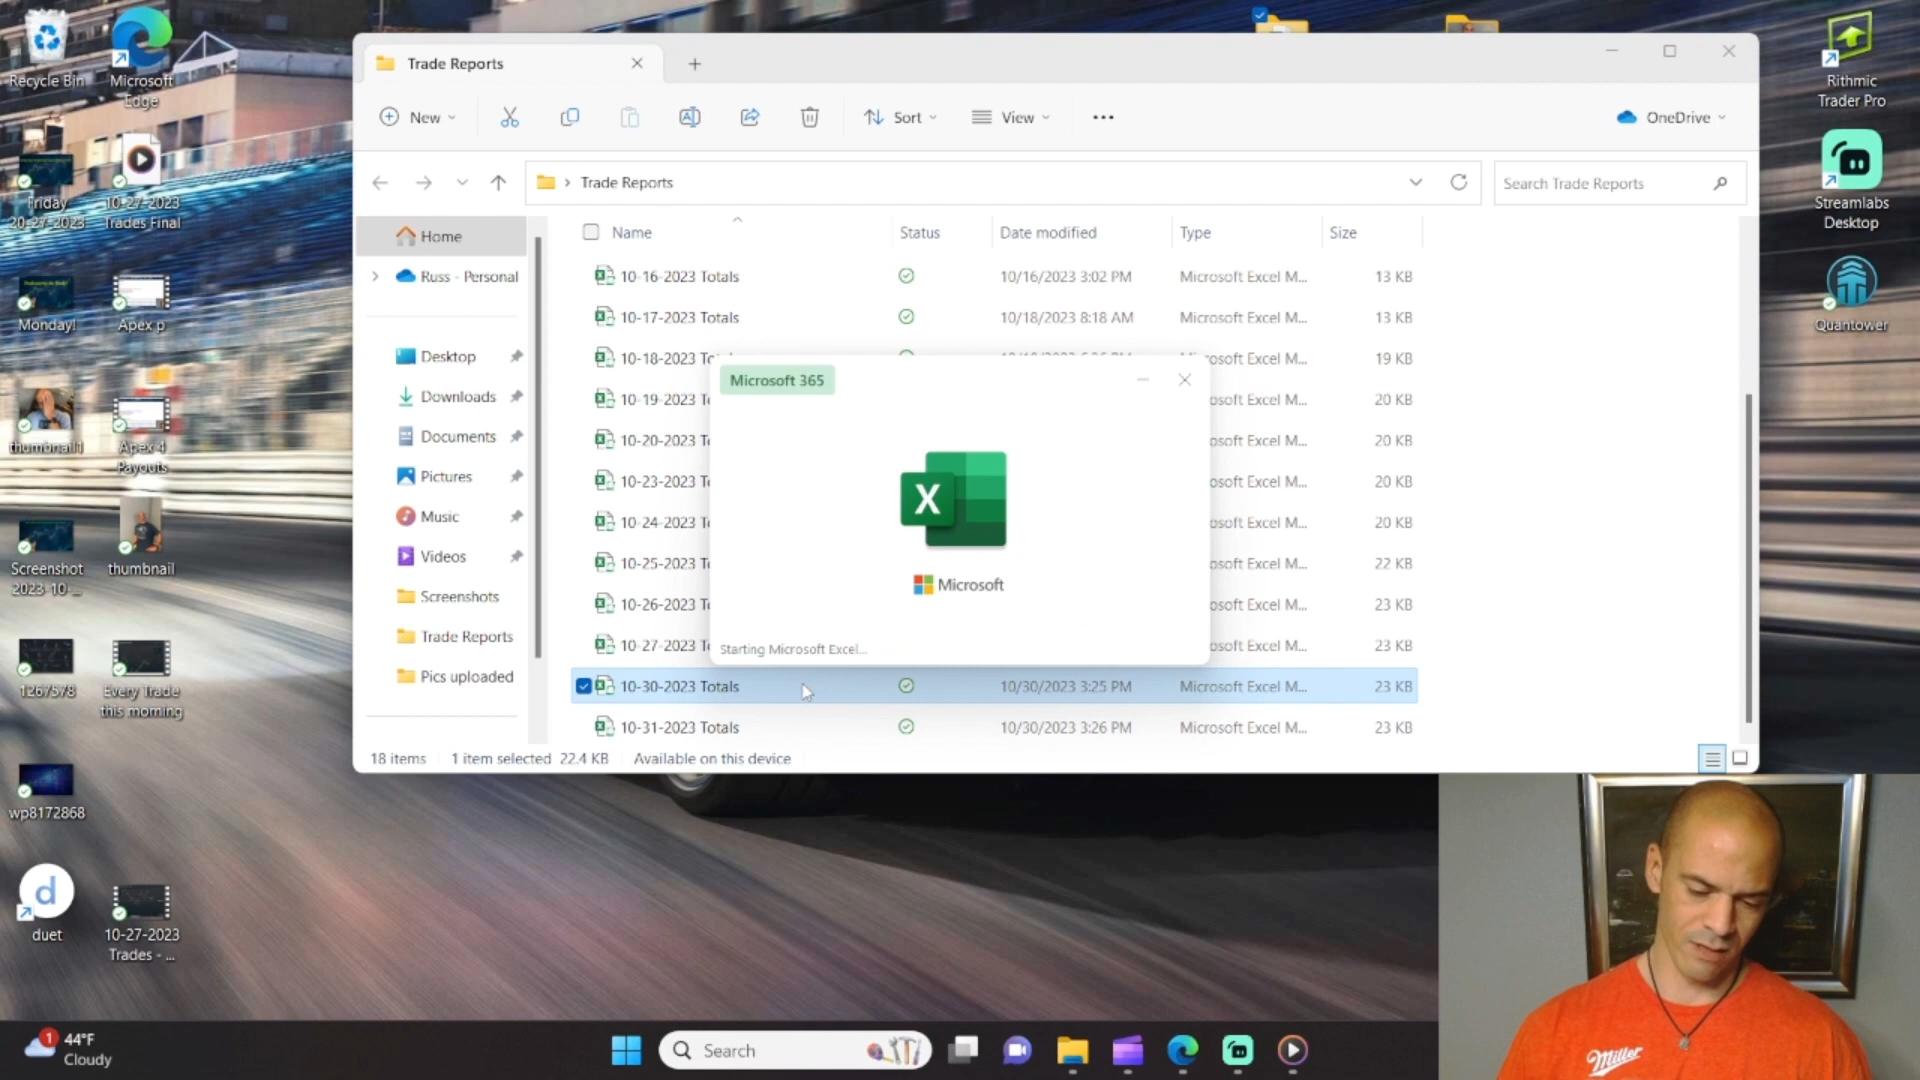 Recycle Bin
Microsoft Edge
Friday 20-27-2023
10-27-2023 Trades Final
Monday!
Apex p
thumbnail1
Apex 4 Payouts
Screenshot 2023-10-...
thumbnail
1267578
Every Trade this morning
wp8172868
duet
10-27-2023 Trades - ...
Trade Reports
New
Sort
View
OneDrive
Trade Reports
Search Trade Reports
Home
Russ - Personal
Desktop
Downloads
Documents
Pictures
Music
Videos
Screenshots
Trade Reports
Pics uploaded
Name Status Date modified Type Size
10-16-2023 Totals 10/16/2023 3:02 PM Microsoft Excel M... 13 KB
10-17-2023 Totals 10/18/2023 8:18 AM Microsoft Excel M... 13 KB
10-18-2023 19 KB
10-19-2023 20 KB
10-20-2023 20 KB
10-23-2023 20 KB
10-24-2023 20 KB
10-25-2023 22 KB
10-26-2023 23 KB
10-27-2023 23 KB
10-30-2023 Totals 10/30/2023 3:25 PM Microsoft Excel M... 23 KB
10-31-2023 Totals 10/30/2023 3:26 PM Microsoft Excel M... 23 KB
Microsoft 365
X
Microsoft
Starting Microsoft Excel...
18 items 1 item selected 22.4 KB Available on this device
Rithmic Trader Pro
Streamlabs Desktop
Quantower
Miller
1
44°F
Cloudy
Search